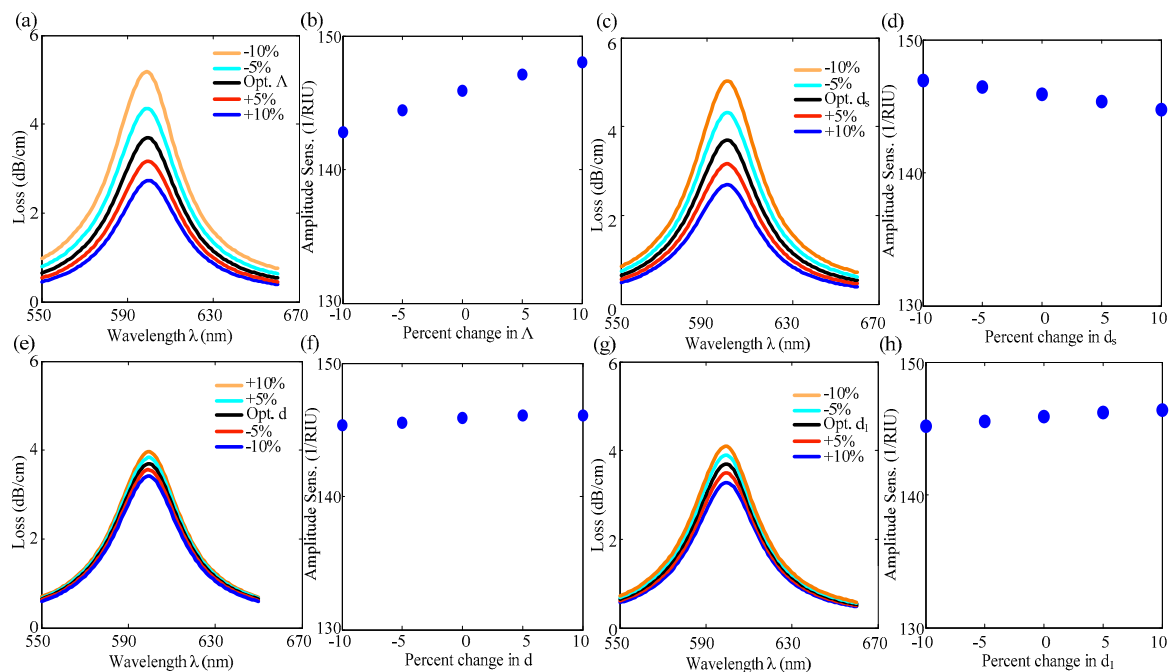 (a)
6
4
2
0
550
590
630
670
Loss (dB/cm)
Wavelength λ (nm)
-10%
-5%
Opt. Λ
+5%
+10%
(b)
150
140
130
-10
-5
0
5
10
Amplitude Sens. (1/RIU)
Percent change in Λ
(c)
6
4
2
0
550
590
630
670
Loss (dB/cm)
Wavelength λ (nm)
-10%
-5%
Opt. dₛ
+5%
+10%
(d)
150
140
130
-10
-5
0
5
10
Amplitude Sens. (1/RIU)
Percent change in dₛ
(e)
6
4
2
0
550
590
630
670
Loss (dB/cm)
Wavelength λ (nm)
+10%
+5%
Opt. d
-5%
-10%
(f)
150
140
130
-10
-5
0
5
10
Amplitude Sens. (1/RIU)
Percent change in d
(g)
6
4
2
0
550
590
630
670
Loss (dB/cm)
Wavelength λ (nm)
-10%
-5%
Opt. d₁
+5%
+10%
(h)
150
140
130
-10
-5
0
5
10
Amplitude Sens. (1/RIU)
Percent change in d₁